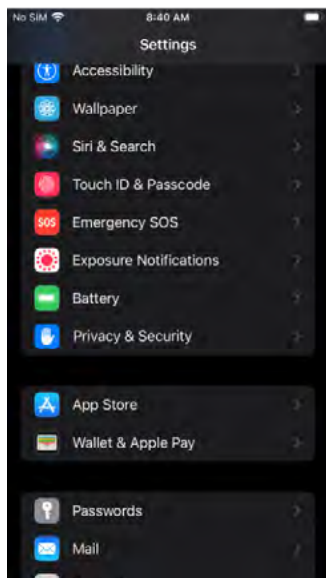 No SIM 8:40 AM
Settings
Accessibility
Wallpaper
Siri & Search
Touch ID & Passcode
SOS Emergency SOS
Exposure Notifications
Battery
Privacy & Security
App Store
Wallet & Apple Pay
Passwords
Mail